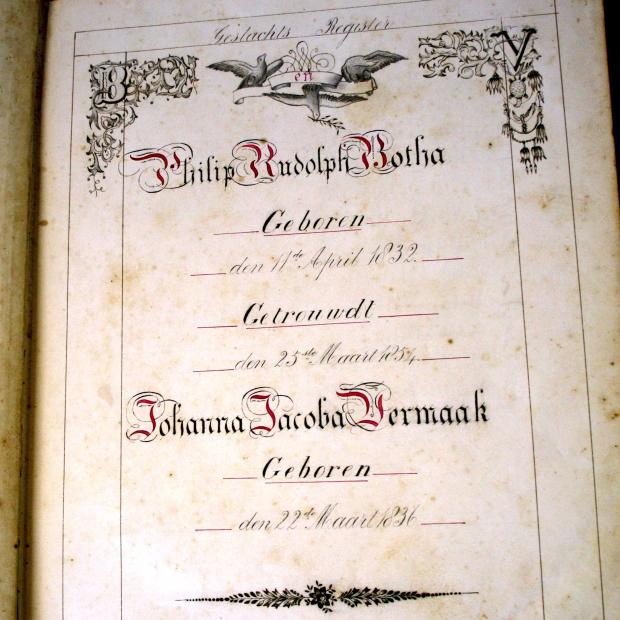 Geslachts Register
B en V
Philip Rudolph Botha
Geboren
den 11de April 1832.
Getrouwdt
den 25ste Maart 1854
Johanna Jacoba Vermaak
Geboren
den 22ste Maart 1836